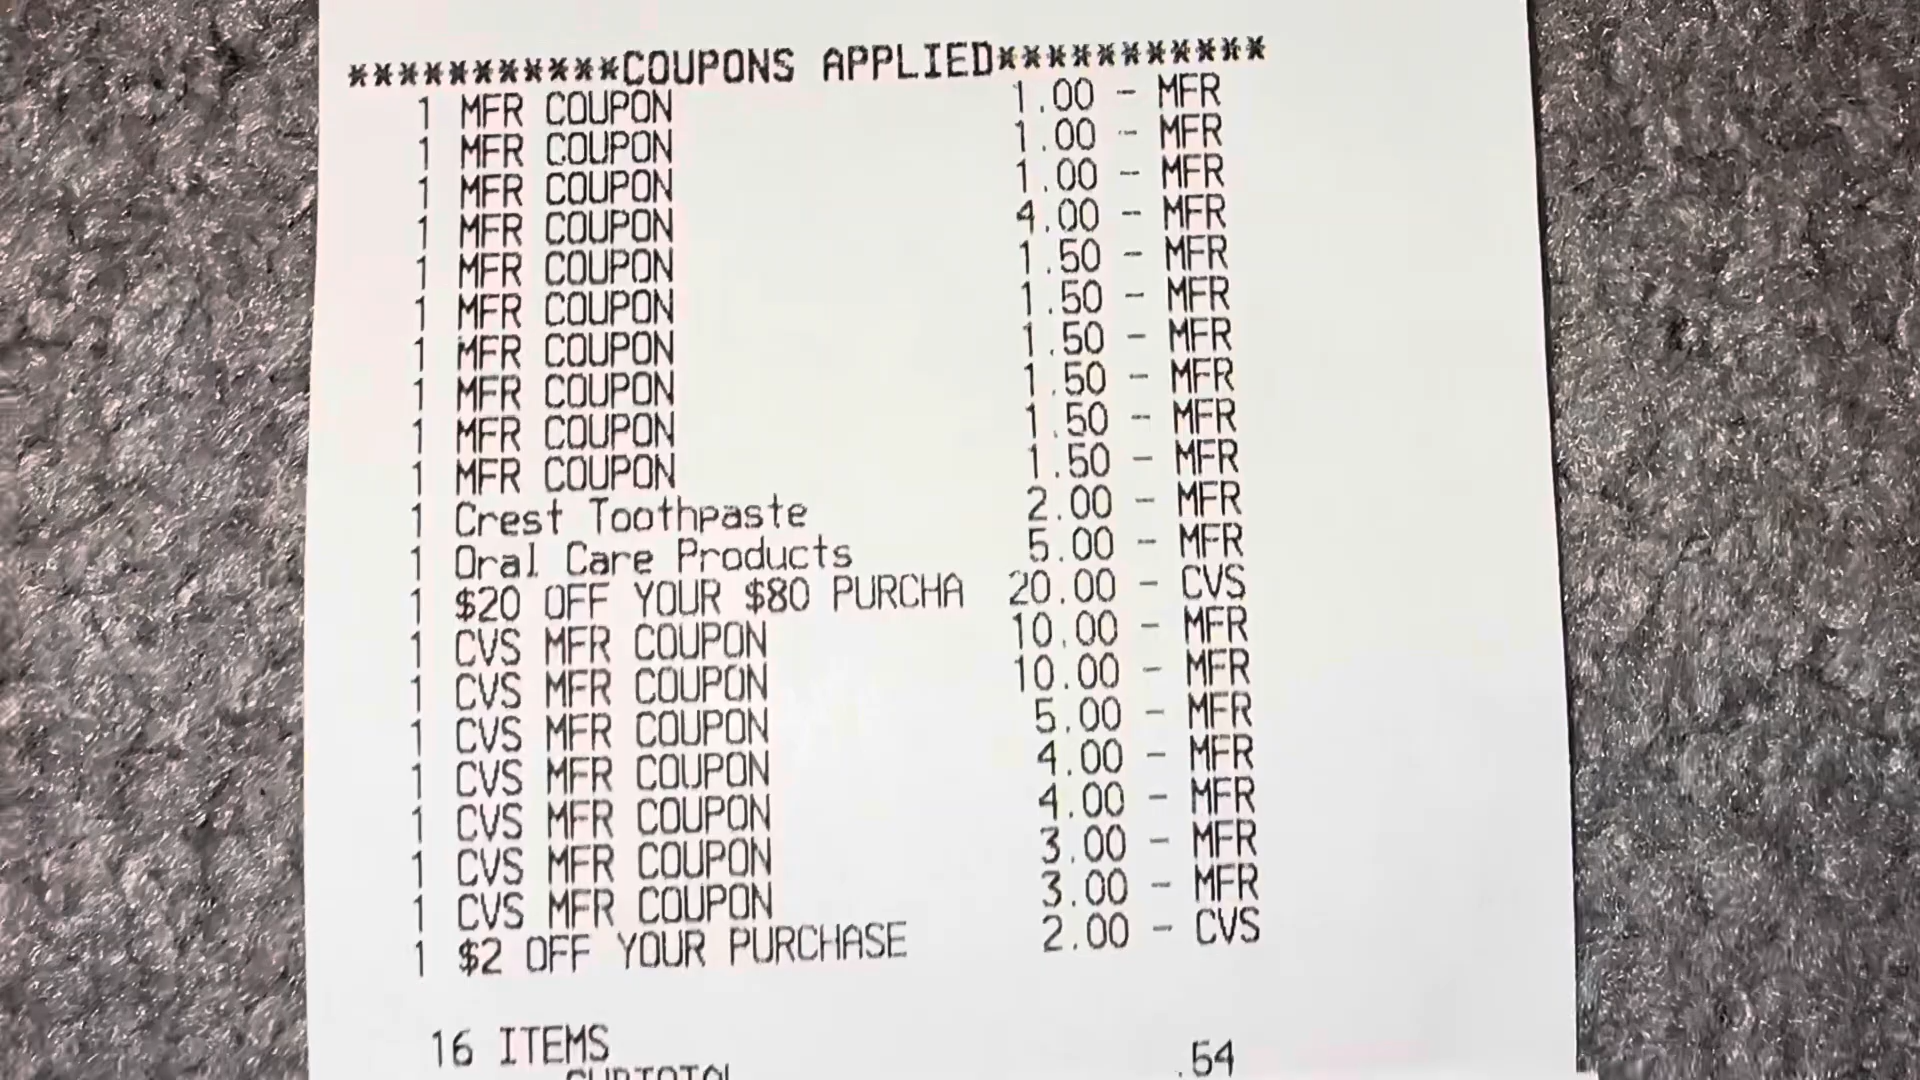 ***********COUPONS APPLIED***********
1 MFR COUPON 1.00 - MFR
1 MFR COUPON 1.00 - MFR
1 MFR COUPON 1.00 - MFR
1 MFR COUPON 4.00 - MFR
1 MFR COUPON 1.50 - MFR
1 MFR COUPON 1.50 - MFR
1 MFR COUPON 1.50 - MFR
1 MFR COUPON 1.50 - MFR
1 MFR COUPON 1.50 - MFR
1 MFR COUPON 1.50 - MFR
1 Crest Toothpaste 2.00 - MFR
1 Oral Care Products 5.00 - MFR
1 $20 OFF YOUR $80 PURCHA 20.00 - CVS
1 CVS MFR COUPON 10.00 - MFR
1 CVS MFR COUPON 10.00 - MFR
1 CVS MFR COUPON 5.00 - MFR
1 CVS MFR COUPON 4.00 - MFR
1 CVS MFR COUPON 4.00 - MFR
1 CVS MFR COUPON 3.00 - MFR
1 CVS MFR COUPON 3.00 - MFR
1 $2 OFF YOUR PURCHASE 2.00 - CVS
16 ITEMS
SUBTOTAL .54